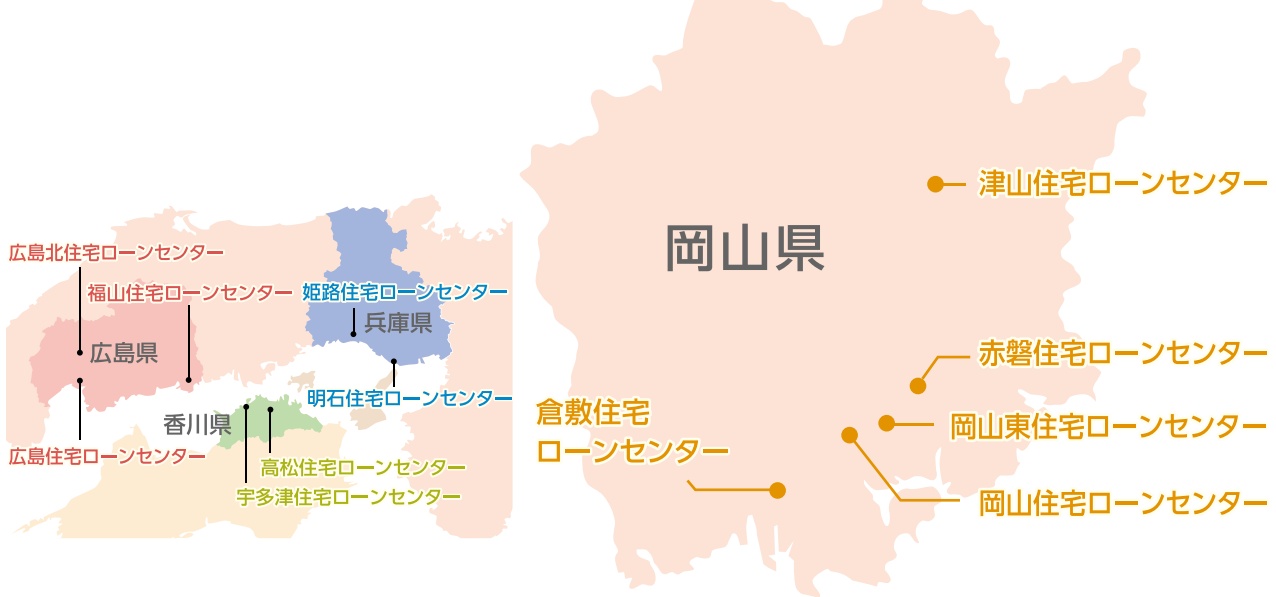 広島北住宅ローンセンター
福山住宅ローンセンター
姫路住宅ローンセンター
兵庫県
広島県
明石住宅ローンセンター
香川県
広島住宅ローンセンター
高松住宅ローンセンター
宇多津住宅ローンセンター
岡山県
津山住宅ローンセンター
赤磐住宅ローンセンター
倉敷住宅
ローンセンター
岡山東住宅ローンセンター
岡山住宅ローンセンター